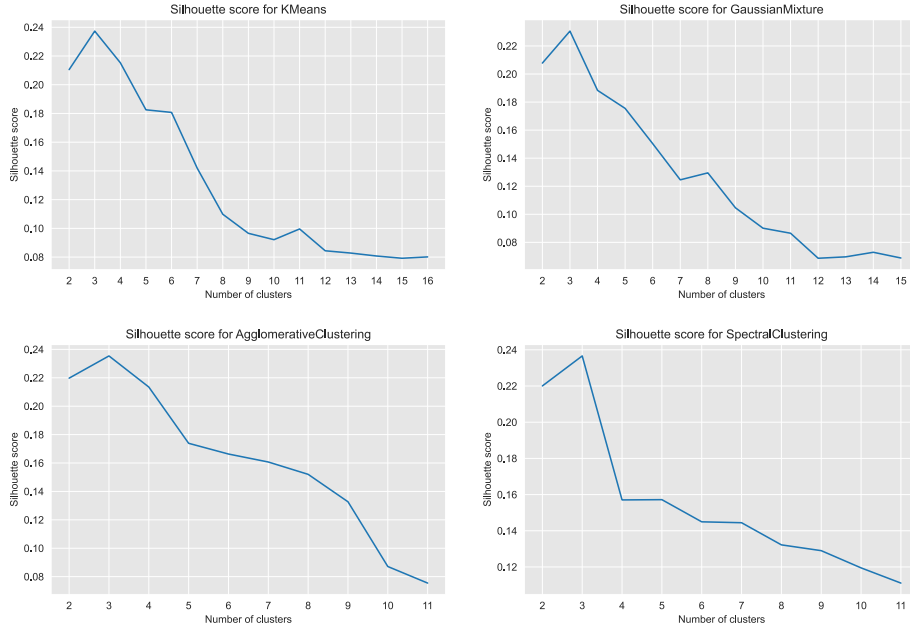 Silhouette score for KMeans
0.24
0.22
0.20
0.18
0.16
0.14
0.12
0.10
0.08
Silhouette score
2 3 4 5 6 7 8 9 10 11 12 13 14 15 16
Number of clusters
Silhouette score for GaussianMixture
0.22
0.20
0.18
0.16
0.14
0.12
0.10
0.08
Silhouette score
2 3 4 5 6 7 8 9 10 11 12 13 14 15
Number of clusters
Silhouette score for AgglomerativeClustering
0.24
0.22
0.20
0.18
0.16
0.14
0.12
0.10
0.08
Silhouette score
2 3 4 5 6 7 8 9 10 11
Number of clusters
Silhouette score for SpectralClustering
0.24
0.22
0.20
0.18
0.16
0.14
0.12
Silhouette score
2 3 4 5 6 7 8 9 10 11
Number of clusters